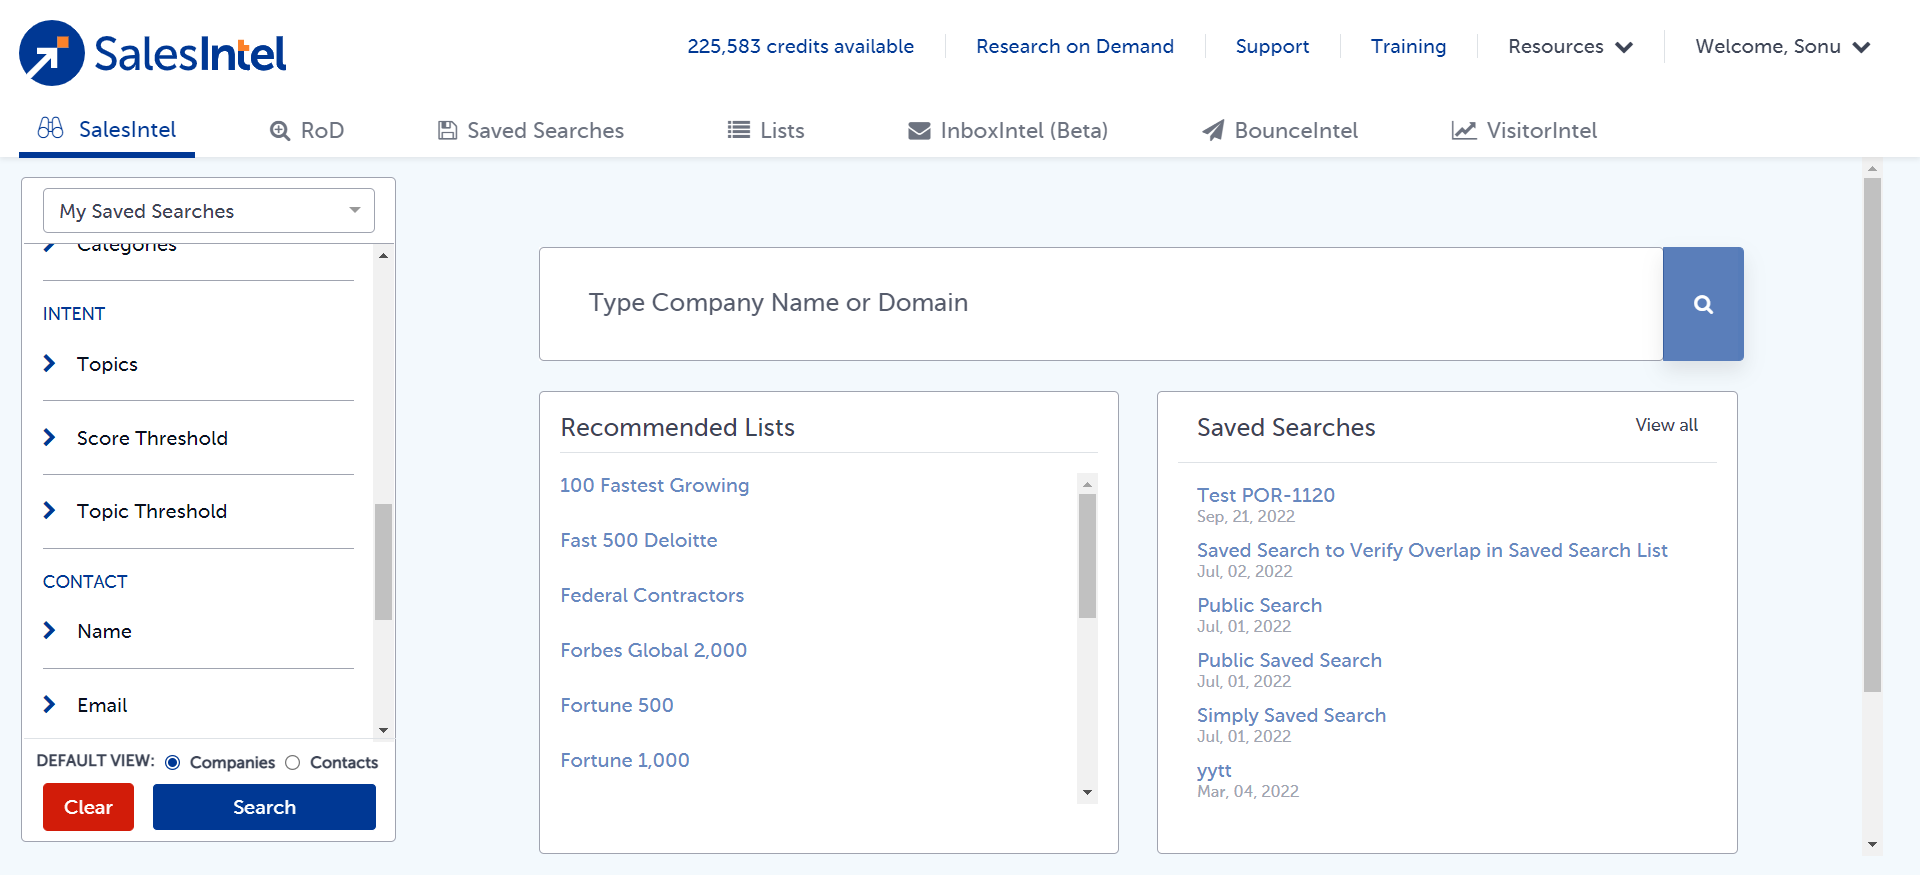 SalesIntel
225,583 credits available
Research on Demand
Support
Training
Resources
Welcome, Sonu
SalesIntel
RoD
Saved Searches
Lists
InboxIntel (Beta)
BounceIntel
VisitorIntel
My Saved Searches
Categories
INTENT
Topics
Score Threshold
Topic Threshold
CONTACT
Name
Email
DEFAULT VIEW: Companies Contacts
Clear
Search
Type Company Name or Domain
Recommended Lists
100 Fastest Growing
Fast 500 Deloitte
Federal Contractors
Forbes Global 2,000
Fortune 500
Fortune 1,000
Saved Searches
View all
Test POR-1120
Sep, 21, 2022
Saved Search to Verify Overlap in Saved Search List
Jul, 02, 2022
Public Search
Jul, 01, 2022
Public Saved Search
Jul, 01, 2022
Simply Saved Search
Jul, 01, 2022
yytt
Mar, 04, 2022